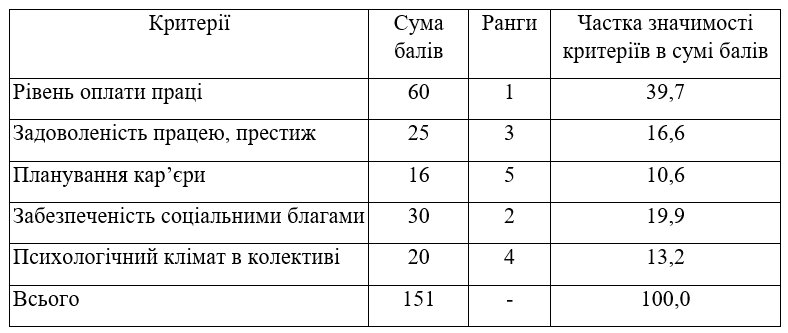 Критерії Сума балів Ранги Частка значимості критеріїв в сумі балів
Рівень оплати праці 60 1 39,7
Задоволеність працею, престиж 25 3 16,6
Планування кар’єри 16 5 10,6
Забезпеченість соціальними благами 30 2 19,9
Психологічний клімат в колективі 20 4 13,2
Всього 151 - 100,0